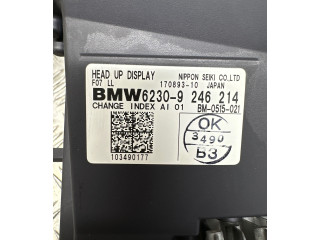 HEAD UP DISPLAY NIPPON SEIKI CO.,LTD
F07 LL 170893-10 JAPAN
BMW 6230-9 246 214
CHANGE INDEX AI 01 BM-0515-021
OK
3490
B3
103490177